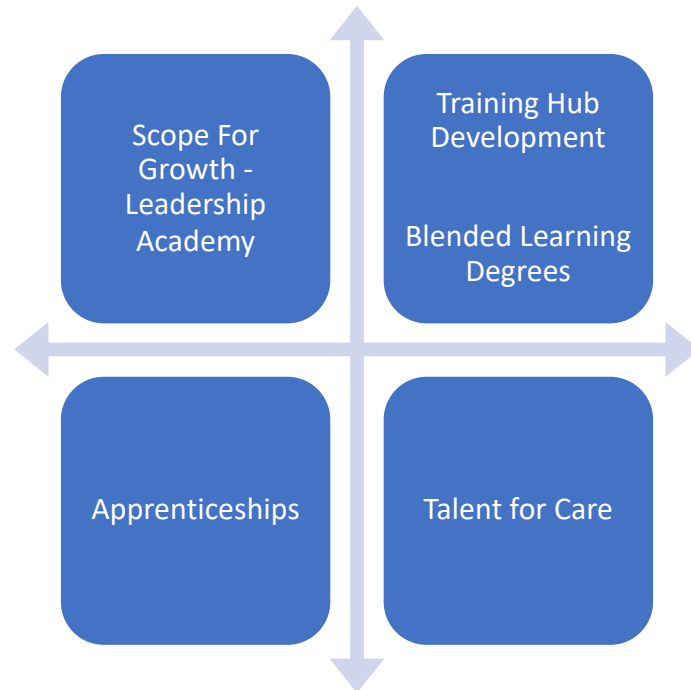 Scope For
Growth -
Leadership
Academy
Training Hub
Development
Blended Learning
Degrees
Apprenticeships
Talent for Care